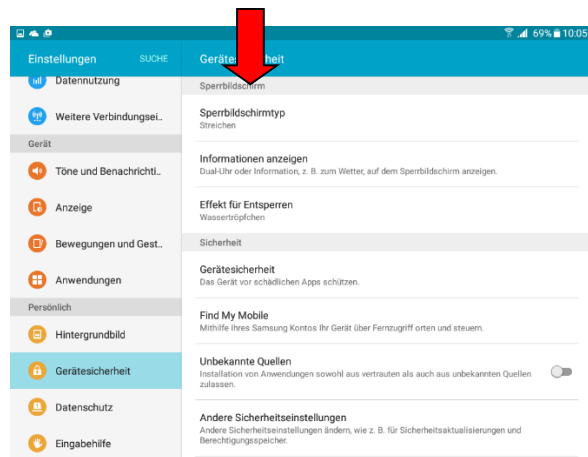 69% 10:05
Einstellungen SUCHE
Datennutzung
Weitere Verbindungsei..
Gerät
Töne und Benachrichti..
Anzeige
Bewegungen und Gest..
Anwendungen
Persönlich
Hintergrundbild
Gerätesicherheit
Datenschutz
Eingabehilfe
Sperrbildschirm
Sperrbildschirmtyp
Streichen
Informationen anzeigen
Dual-Uhr oder Information, z. B. zum Wetter, auf dem Sperrbildschirm anzeigen.
Effekt für Entsperren
Wassertröpfchen
Sicherheit
Gerätesicherheit
Das Gerät vor schädlichen Apps schützen.
Find My Mobile
Mithilfe Ihres Samsung Kontos Ihr Gerät über Fernzugriff orten und steuern.
Unbekannte Quellen
Installation von Anwendungen sowohl aus vertrauten als auch aus unbekannten Quellen
zulassen.
Andere Sicherheitseinstellungen
Andere Sicherheitseinstellungen ändern, wie z. B. für Sicherheitsaktualisierungen und
Berechtigungsspeicher.